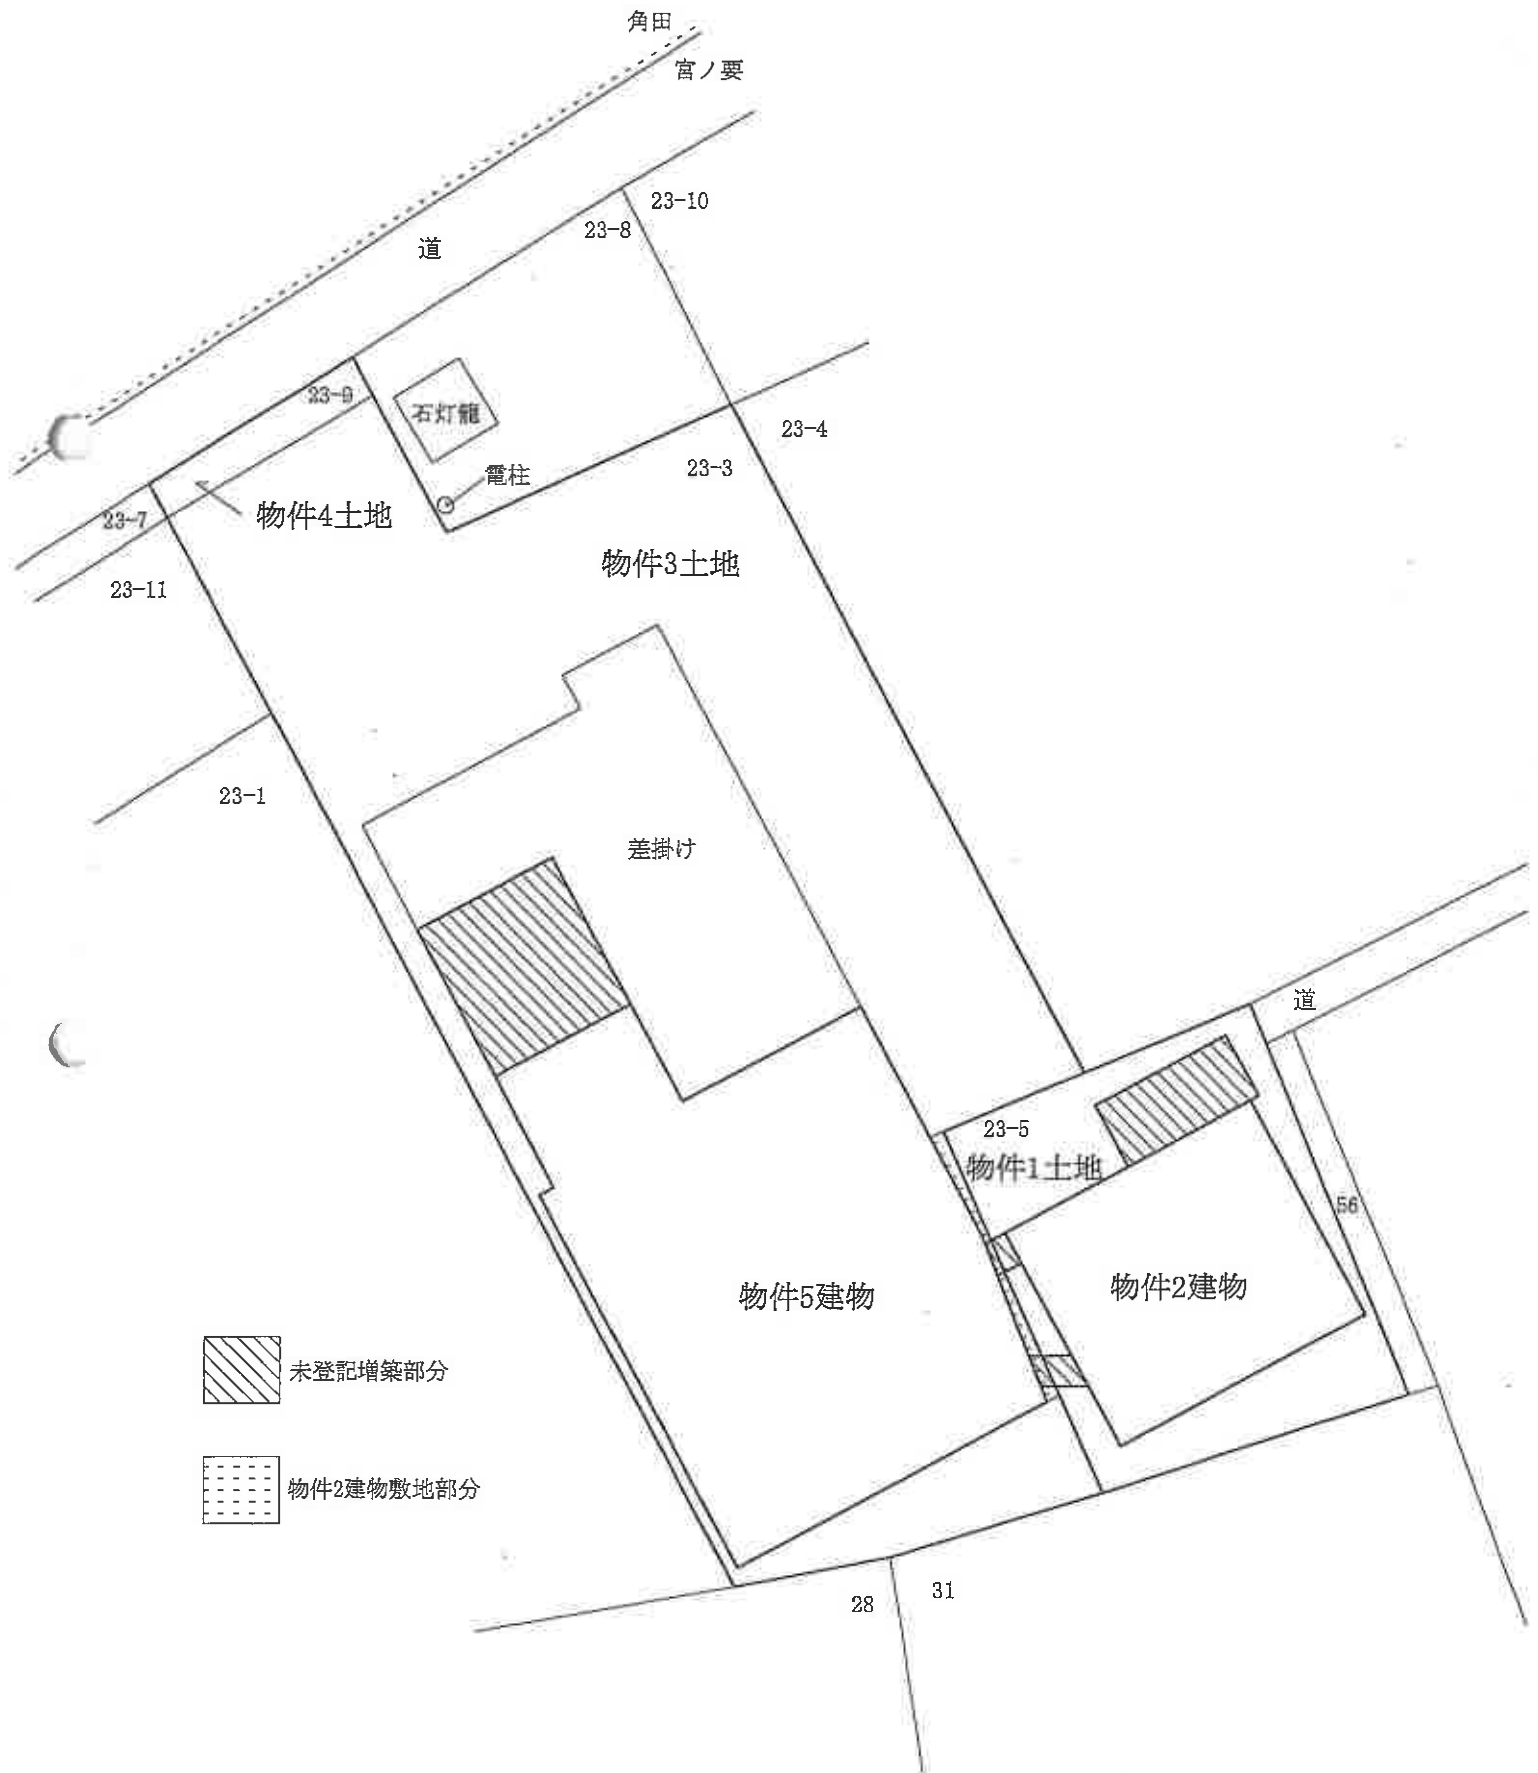 角田
宮ノ要
23-10
23-8
道
23-9
石灯籠
23-4
23-3
電柱
物件4土地
23-7
物件3土地
23-11
23-1
差掛け
道
23-5
物件1土地
56
物件2建物
物件5建物
未登記増築部分
物件2建物敷地部分
31
28